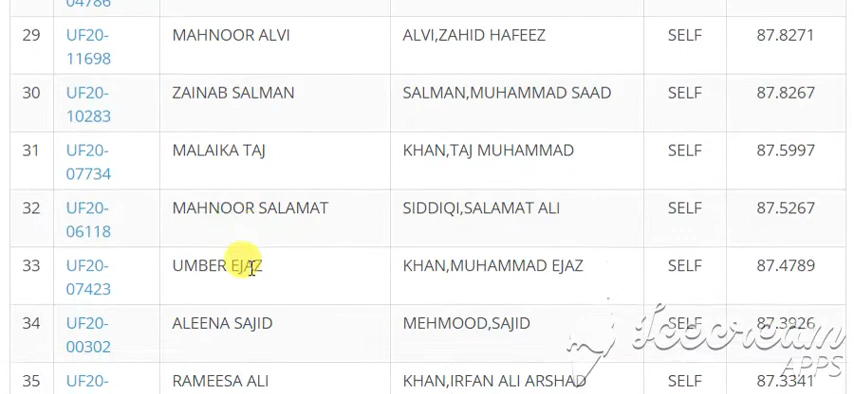 04786
29 UF20- MAHNOOR ALVI ALVI,ZAHID HAFEEZ SELF 87.8271
11698
30 UF20- ZAINAB SALMAN SALMAN,MUHAMMAD SAAD SELF 87.8267
10283
31 UF20- MALAIKA TAJ KHAN,TAJ MUHAMMAD SELF 87.5997
07734
32 UF20- MAHNOOR SALAMAT SIDDIQI,SALAMAT ALI SELF 87.5267
06118
33 UF20- UMBER EJAZ KHAN,MUHAMMAD EJAZ SELF 87.4789
07423
34 UF20- ALEENA SAJID MEHMOOD,SAJID SELF 87.3926
00302
Icecream
APPS
35 UF20- RAMEESA ALI KHAN,IRFAN ALI ARSHAD SELF 87.3341